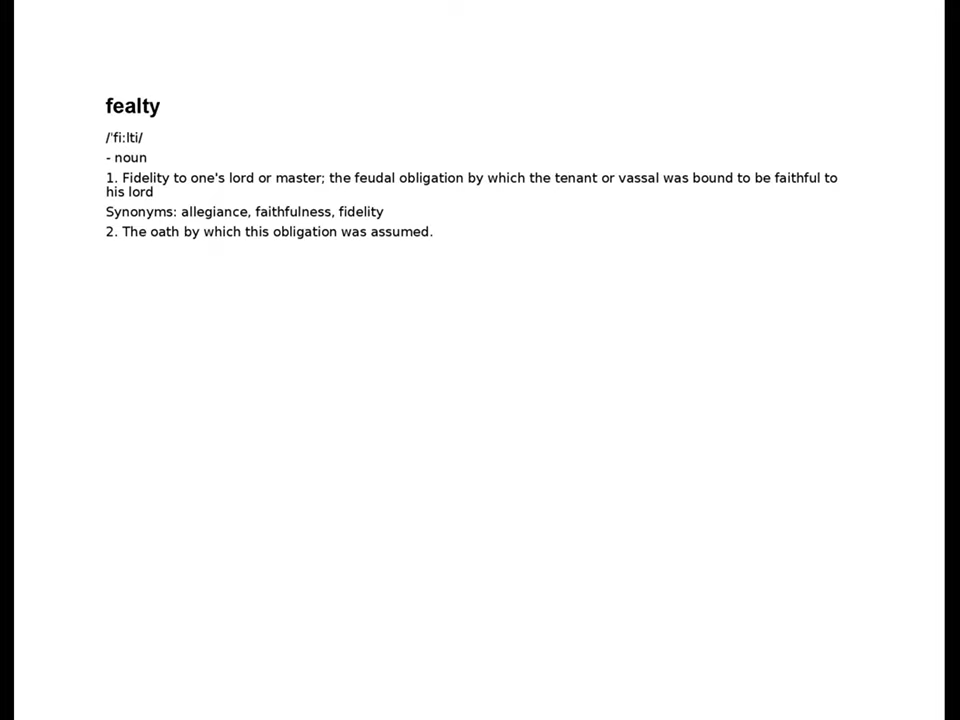 fealty
/ˈfiːlti/
- noun
1. Fidelity to one's lord or master; the feudal obligation by which the tenant or vassal was bound to be faithful to
his lord
Synonyms: allegiance, faithfulness, fidelity
2. The oath by which this obligation was assumed.